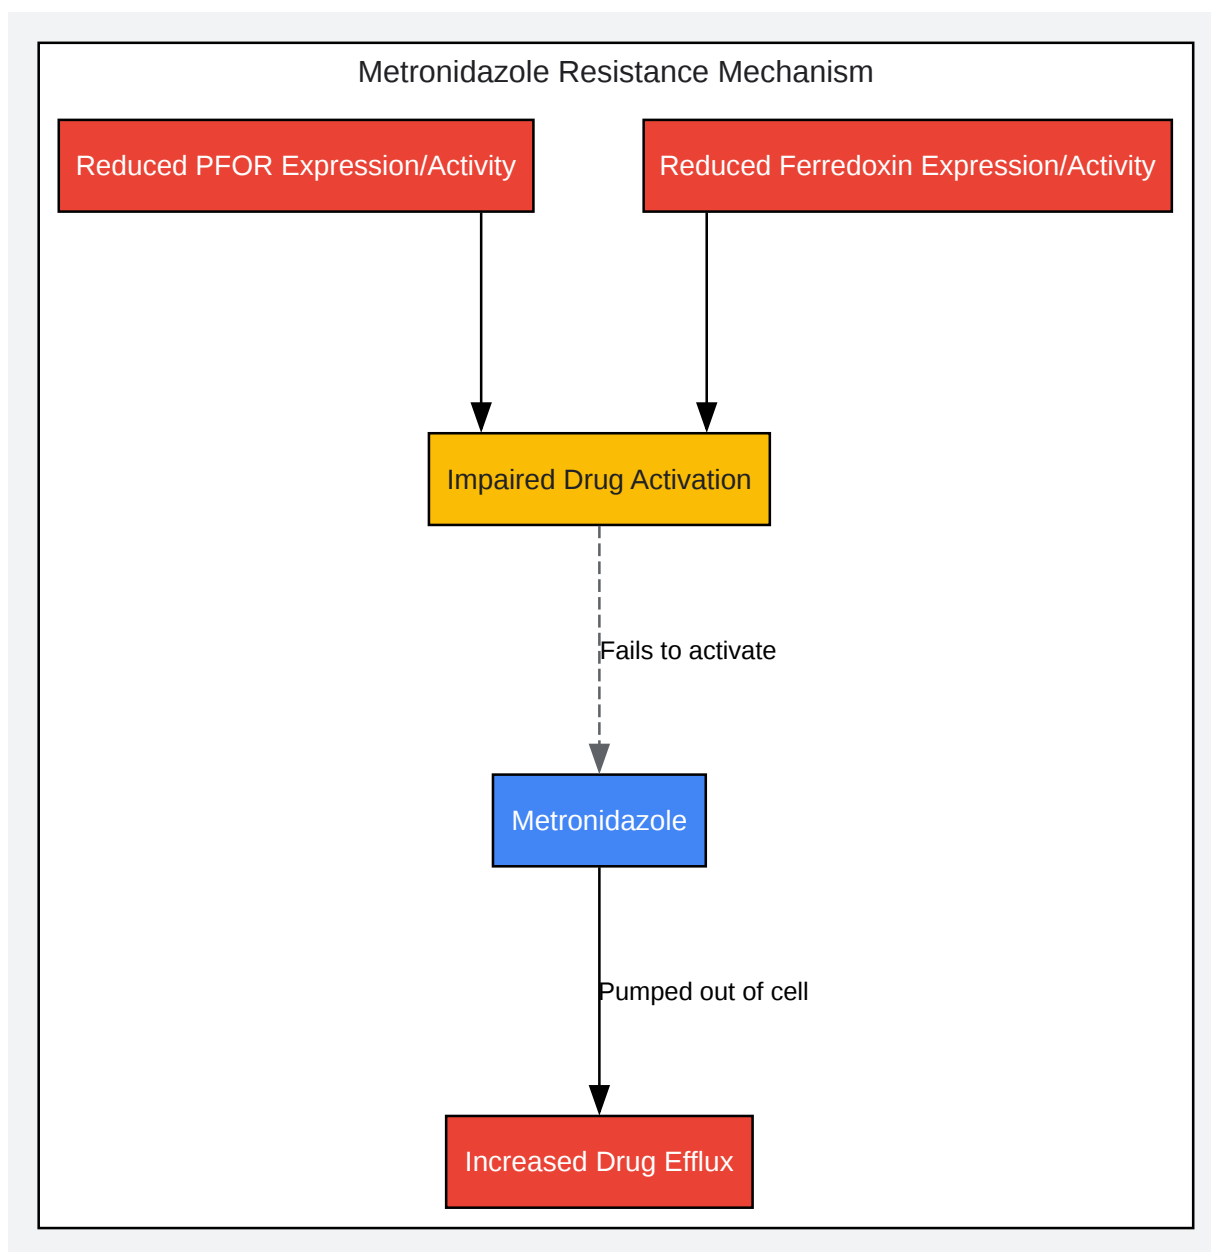 Metronidazole Resistance Mechanism
Reduced PFOR Expression/Activity
Reduced Ferredoxin Expression/Activity
Impaired Drug Activation
Fails to activate
Metronidazole
Pumped out of cell
Increased Drug Efflux